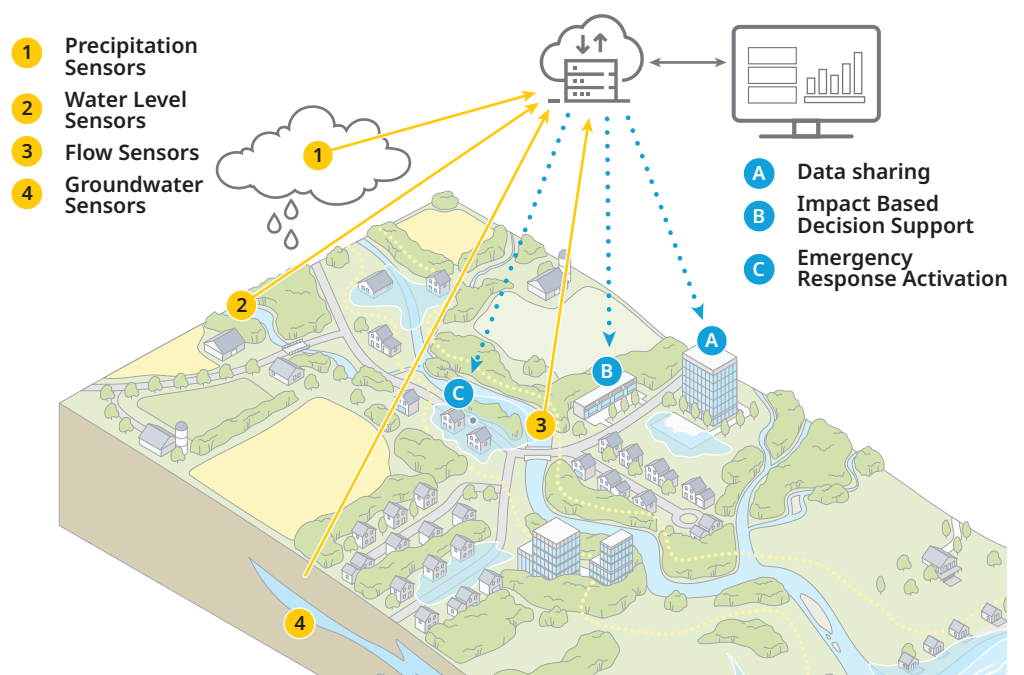 1 Precipitation
Sensors
2 Water Level
Sensors
3 Flow Sensors
4 Groundwater
Sensors
A Data sharing
B Impact Based
Decision Support
C Emergency
Response Activation
1
2
A
B
C
3
4